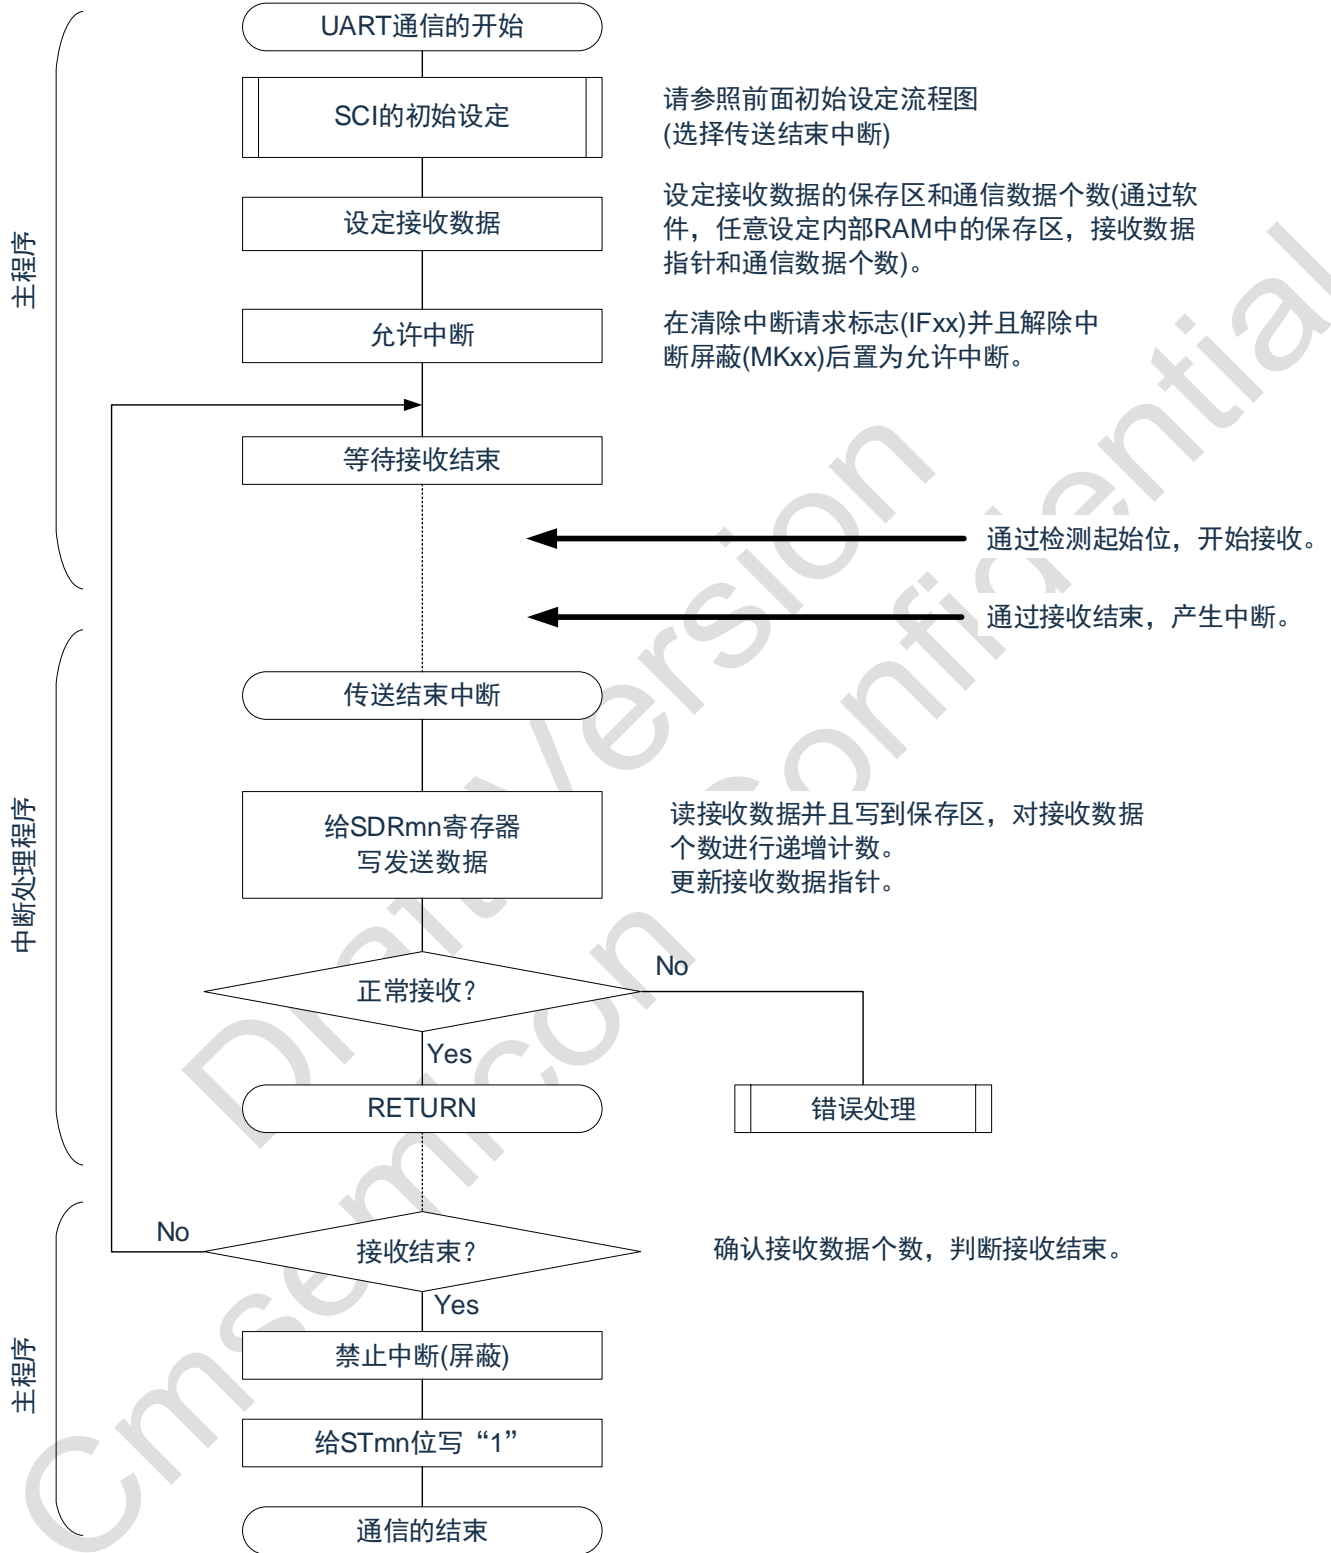 UART通信的开始
SCI的初始设定
请参照前面初始设定流程图
(选择传送结束中断)
设定接收数据
设定接收数据的保存区和通信数据个数(通过软
件，任意设定内部RAM中的保存区，接收数据
指针和通信数据个数)。
主程序
允许中断
在清除中断请求标志(IFxx)并且解除中
断屏蔽(MKxx)后置为允许中断。
等待接收结束
通过检测起始位，开始接收。
通过接收结束，产生中断。
传送结束中断
中断处理程序
给SDRmn寄存器
写发送数据
读接收数据并且写到保存区，对接收数据
个数进行递增计数。
更新接收数据指针。
正常接收?
No
Yes
RETURN
错误处理
No
接收结束?
确认接收数据个数，判断接收结束。
Yes
主程序
禁止中断(屏蔽)
给STmn位写“1”
通信的结束
Draft Version
Cmsemicon Confidential